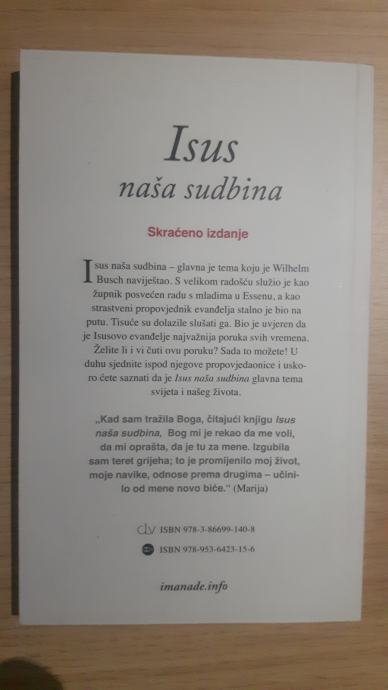 Isus
naša sudbina
Skraćeno izdanje
Isus naša sudbina – glavna je tema koju je Wilhelm
Busch naviještao. S velikom radošću služio je kao
župnik posvećen radu s mladima u Essenu, a kao
strastveni propovjednik evanđelja stalno je bio na
putu. Tisuće su dolazile slušati ga. Bio je uvjeren da
je Isusovo evanđelje najvažnija poruka svih vremena.
Želite li i vi čuti ovu poruku? Sada to možete! U
duhu sjednite ispod njegove propovjedaonice i usko-
ro ćete saznati da je Isus naša sudbina glavna tema
svijeta i našeg života.
„Kad sam tražila Boga, čitajući knjigu Isus
naša sudbina, Bog mi je rekao da me voli,
da mi oprašta, da je tu za mene. Izgubila
sam teret grijeha; to je promijenilo moj život,
moje navike, odnose prema drugima – učini-
lo od mene novo biće.“ (Marija)
dv ISBN 978-3-86699-140-8
ISBN 978-953-6423-15-6
imanade.info